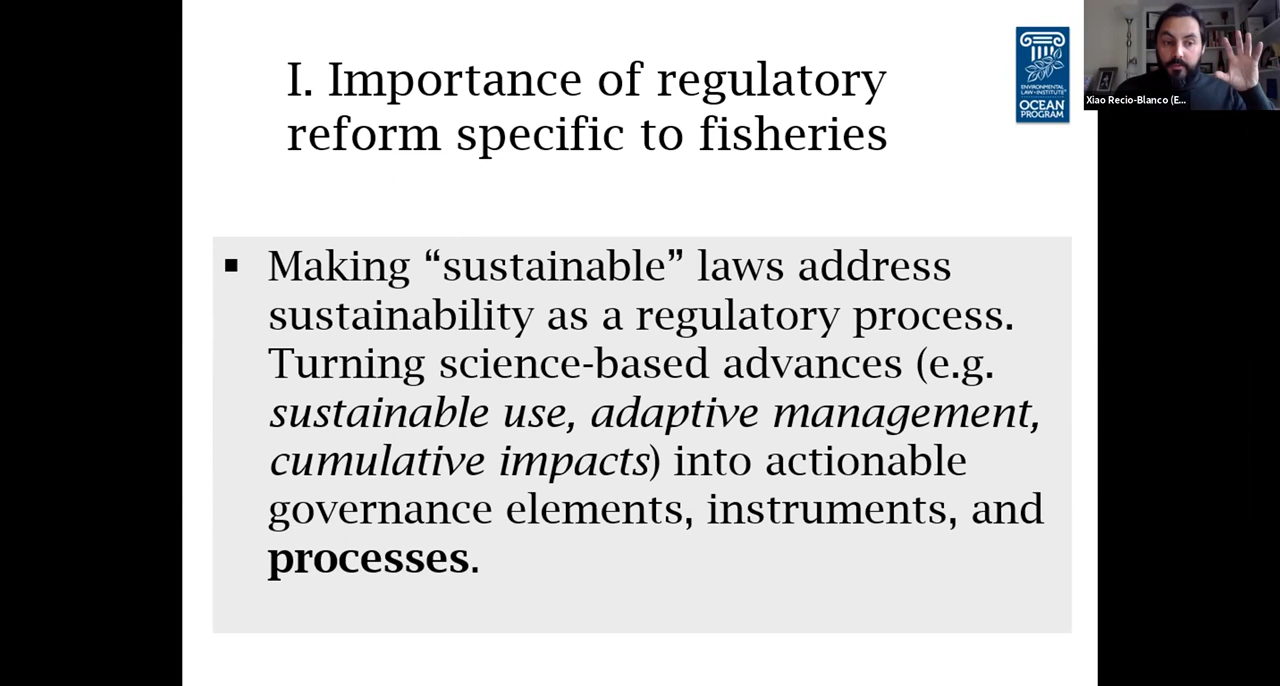 I. Importance of regulatory
reform specific to fisheries
ENVIRONMENTAL
LAW • INSTITUTE®
OCEAN
PROGRAM
Xiao Recio-Blanco (E...
▪ Making “sustainable” laws address
sustainability as a regulatory process.
Turning science-based advances (e.g.
sustainable use, adaptive management,
cumulative impacts) into actionable
governance elements, instruments, and
processes.